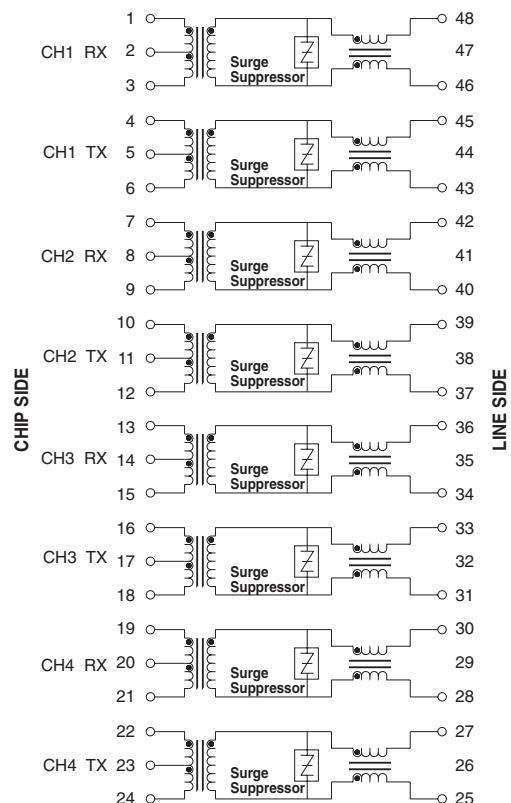 1 48
CH1 RX 2 47
3 46
Surge
Suppressor
4 45
CH1 TX 5 44
6 43
Surge
Suppressor
7 42
CH2 RX 8 41
9 40
Surge
Suppressor
10 39
CH2 TX 11 38
12 37
Surge
Suppressor
CHIP SIDE
LINE SIDE
13 36
CH3 RX 14 35
15 34
Surge
Suppressor
16 33
CH3 TX 17 32
18 31
Surge
Suppressor
19 30
CH4 RX 20 29
21 28
Surge
Suppressor
22 27
CH4 TX 23 26
24 25
Surge
Suppressor